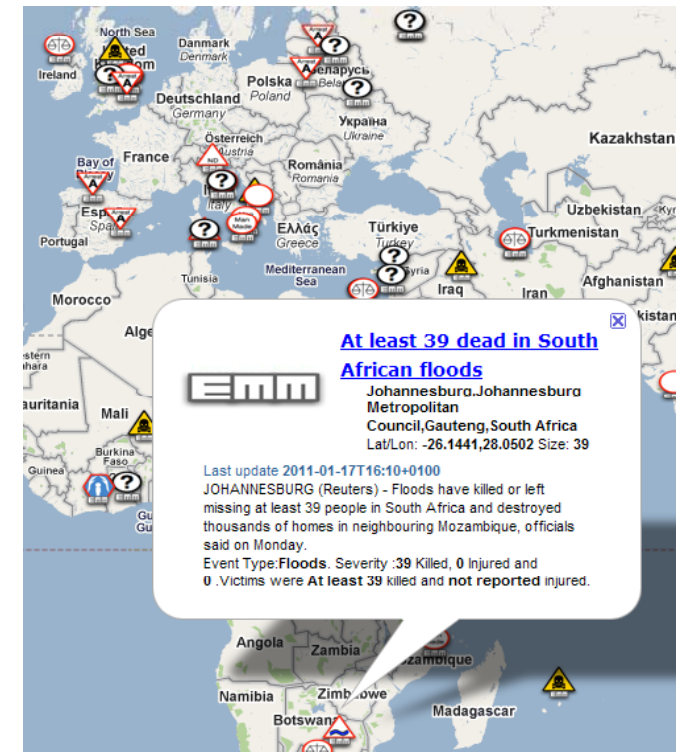 North Sea
United
Kingdom
Ireland
Danmark
Denmark
Polska
Poland
Беларусь
Deutschland
Germany
Україна
Ukraine
Kazakhstan
Österreich
Austria
Bay of
France
România
Romania
Italy
ND
Arrest
A
?
Uzbekistan
Turkmenistan
Portugal
Man
Made
Ελλάς
Greece
Türkiye
Turkey
Syria
Tunisia
Mediterranean
Sea
Iraq
Iran
Afghanistan
Morocco
At least 39 dead in South
African floods
EMM
Johannesburg,Johannesburg
Metropolitan
Council,Gauteng,South Africa
Lat/Lon: -26.1441,28.0502 Size: 39
Last update 2011-01-17T16:10+0100
JOHANNESBURG (Reuters) - Floods have killed or left
missing at least 39 people in South Africa and destroyed
thousands of homes in neighbouring Mozambique, officials
said on Monday.
Event Type:Floods. Severity :39 Killed, 0 Injured and
0 .Victims were At least 39 killed and not reported injured.
Mali
Burkina
Faso
Guinea
Angola
Zambia
Namibia
Zimbabwe
Botswana
Madagascar